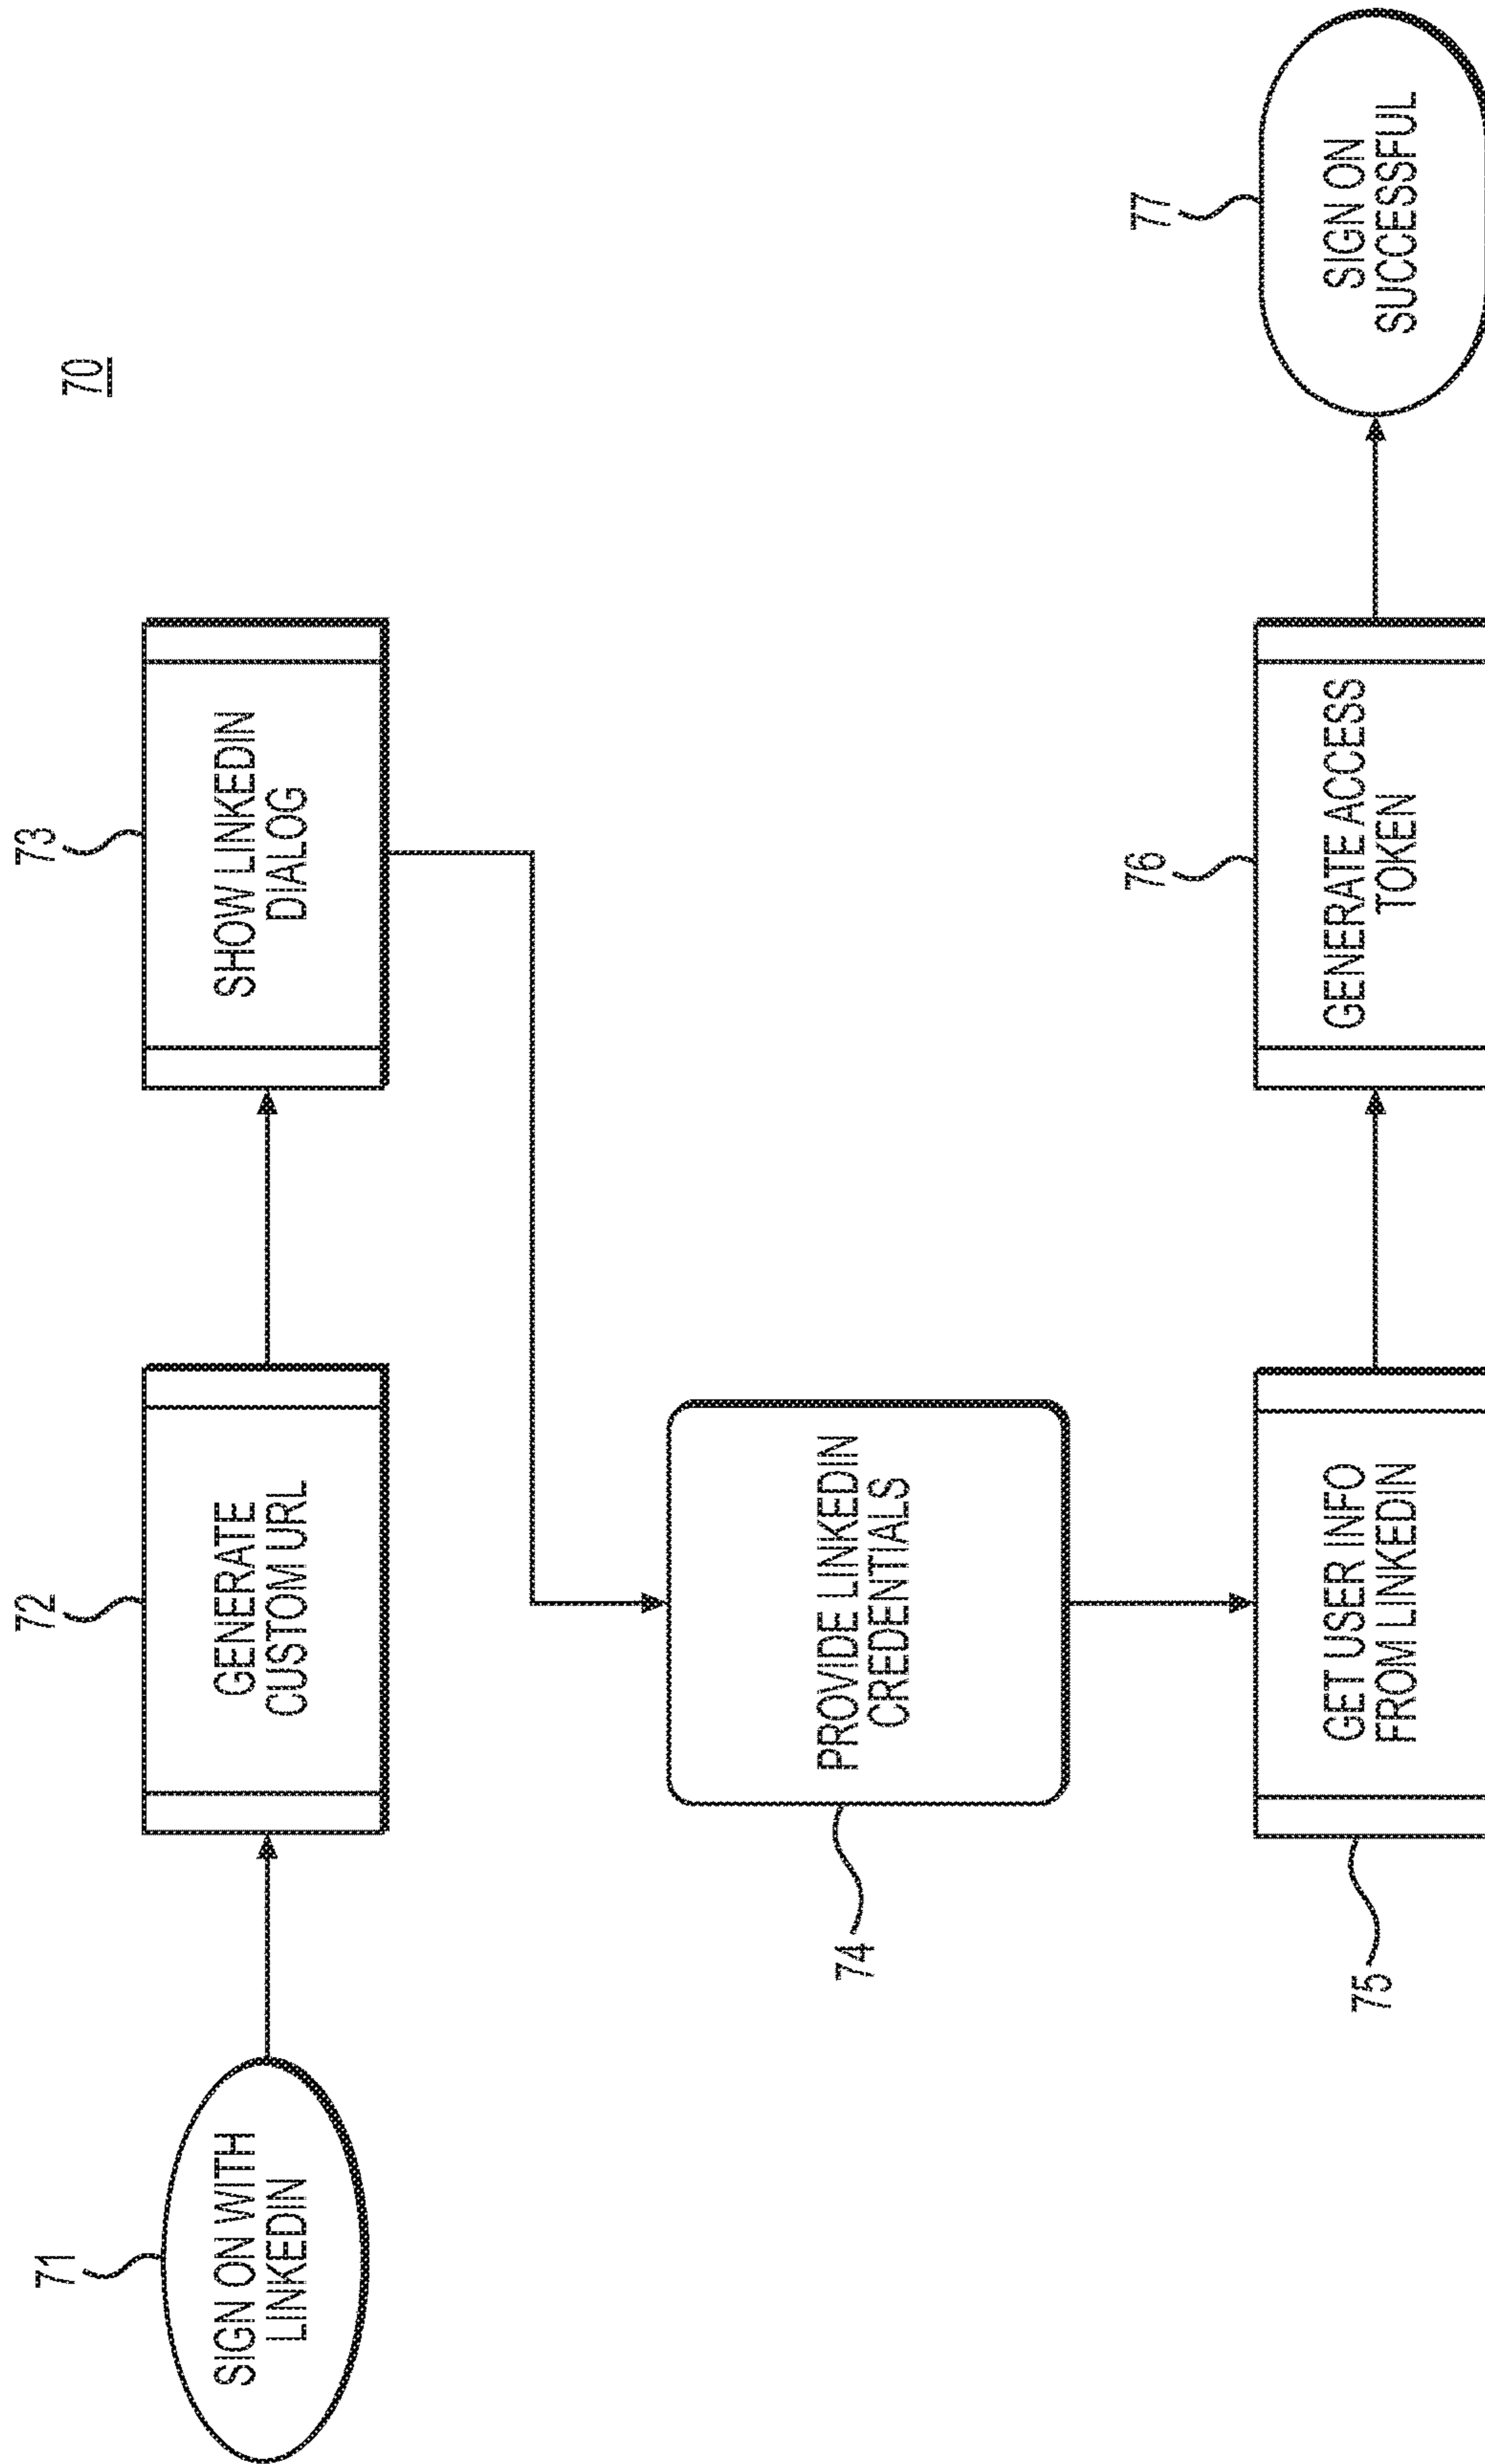 70
71
SIGN ON WITH
LINKEDIN
72
GENERATE
CUSTOM URL
73
SHOW LINKEDIN
DIALOG
74
PROVIDE LINKEDIN
CREDENTIALS
75
GET USER INFO
FROM LINKEDIN
76
GENERATE ACCESS
TOKEN
77
SIGN ON
SUCCESSFUL